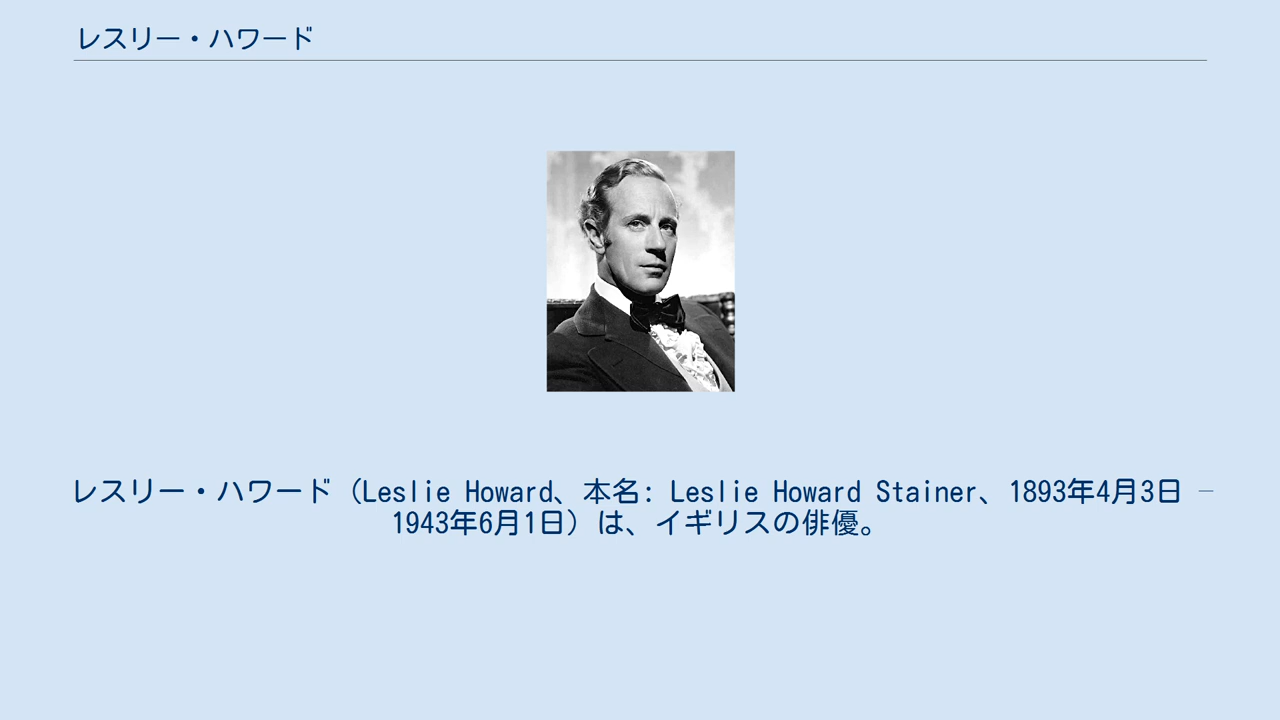 レスリー・ハワード
レスリー・ハワード（Leslie Howard、本名: Leslie Howard Stainer、1893年4月3日 –
1943年6月1日）は、イギリスの俳優。